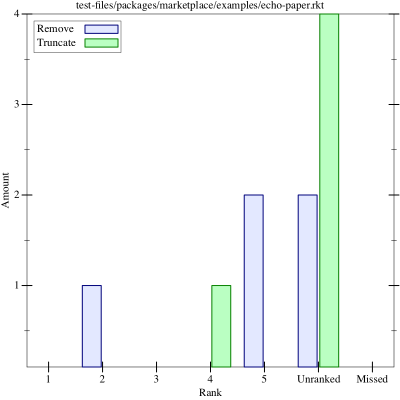 test-files/packages/marketplace/examples/echo-paper.rkt
Remove
Truncate
4
3
2
1
Amount
1 2 3 4 5 Unranked Missed
Rank